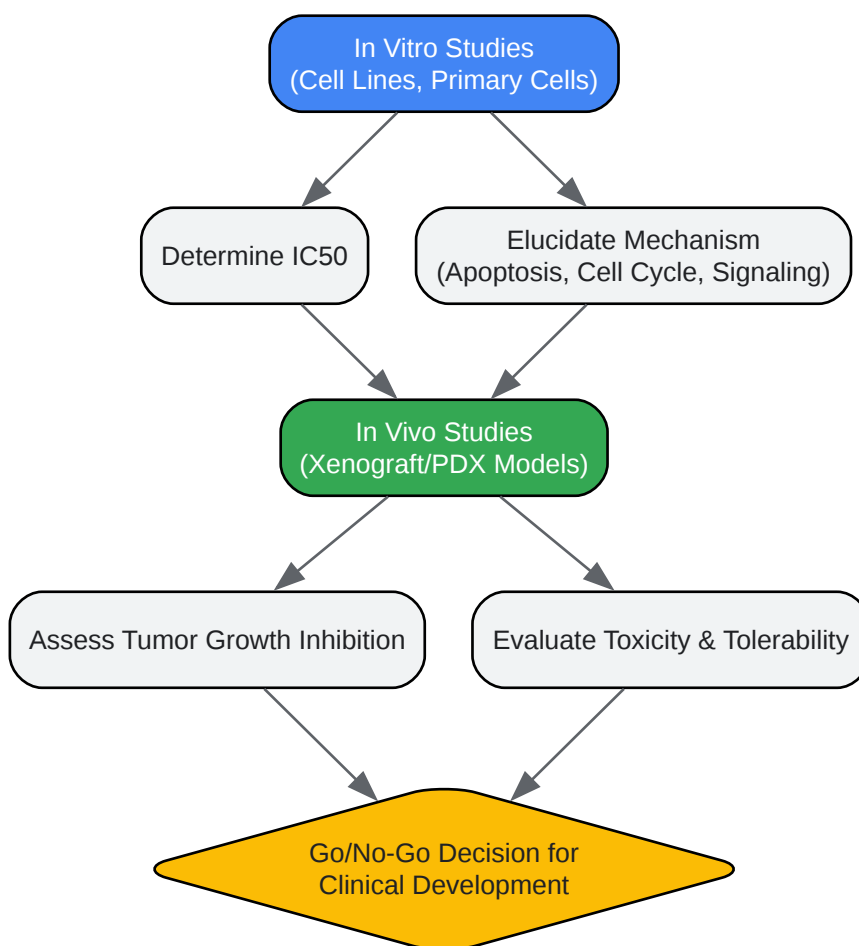 In Vitro Studies
(Cell Lines, Primary Cells)
Determine IC50
Elucidate Mechanism
(Apoptosis, Cell Cycle, Signaling)
In Vivo Studies
(Xenograft/PDX Models)
Assess Tumor Growth Inhibition
Evaluate Toxicity & Tolerability
Go/No-Go Decision for
Clinical Development